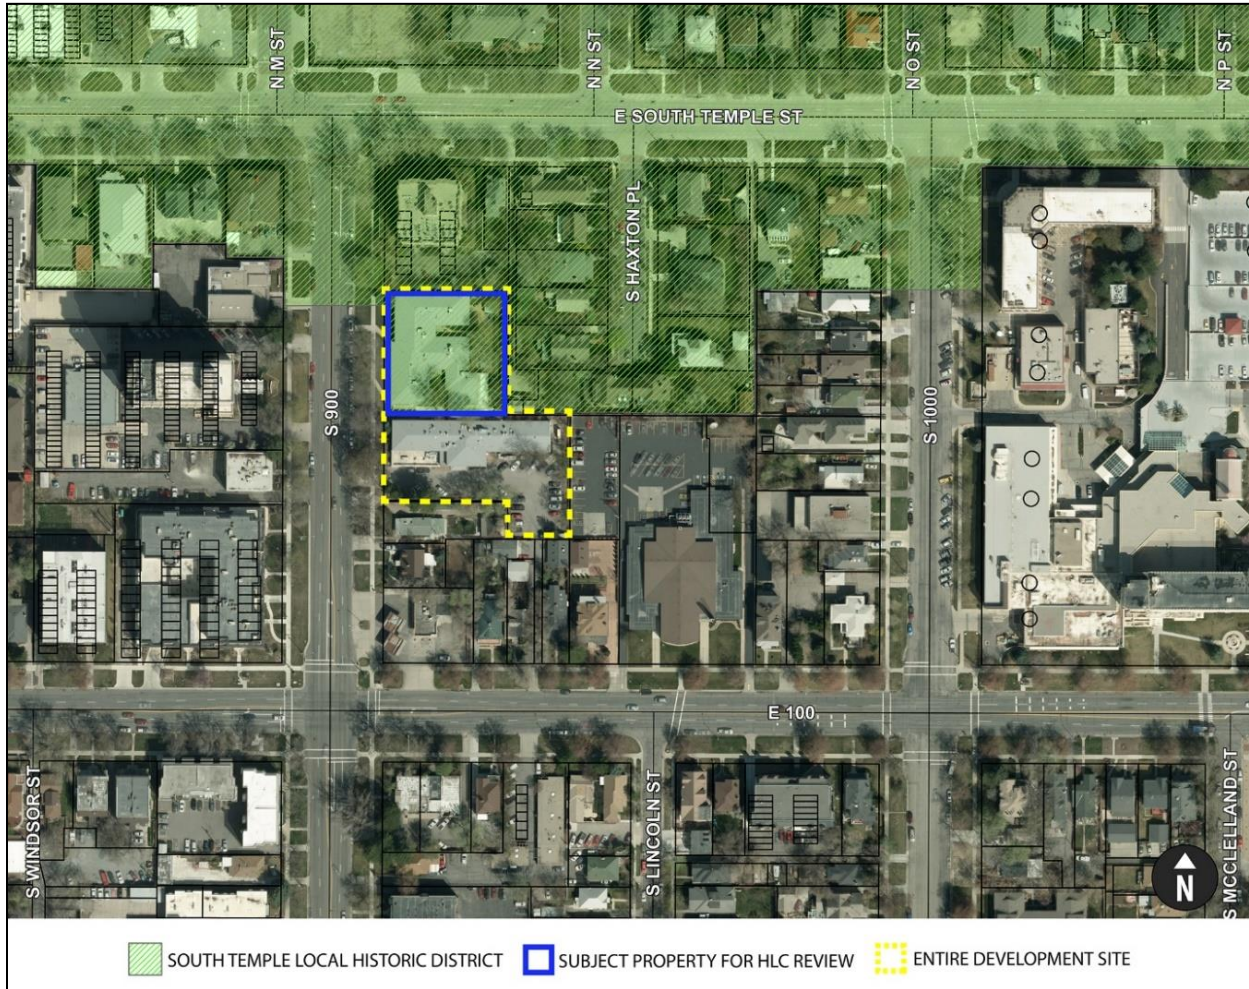 N M ST
N N ST
N O ST
N P ST
E SOUTH TEMPLE ST
S HAXTON PL
S 900
S 1000
E 100
S WINDSOR ST
S LINCOLN ST
S MCCLELLAND ST
N
SOUTH TEMPLE LOCAL HISTORIC DISTRICT
SUBJECT PROPERTY FOR HLC REVIEW
ENTIRE DEVELOPMENT SITE